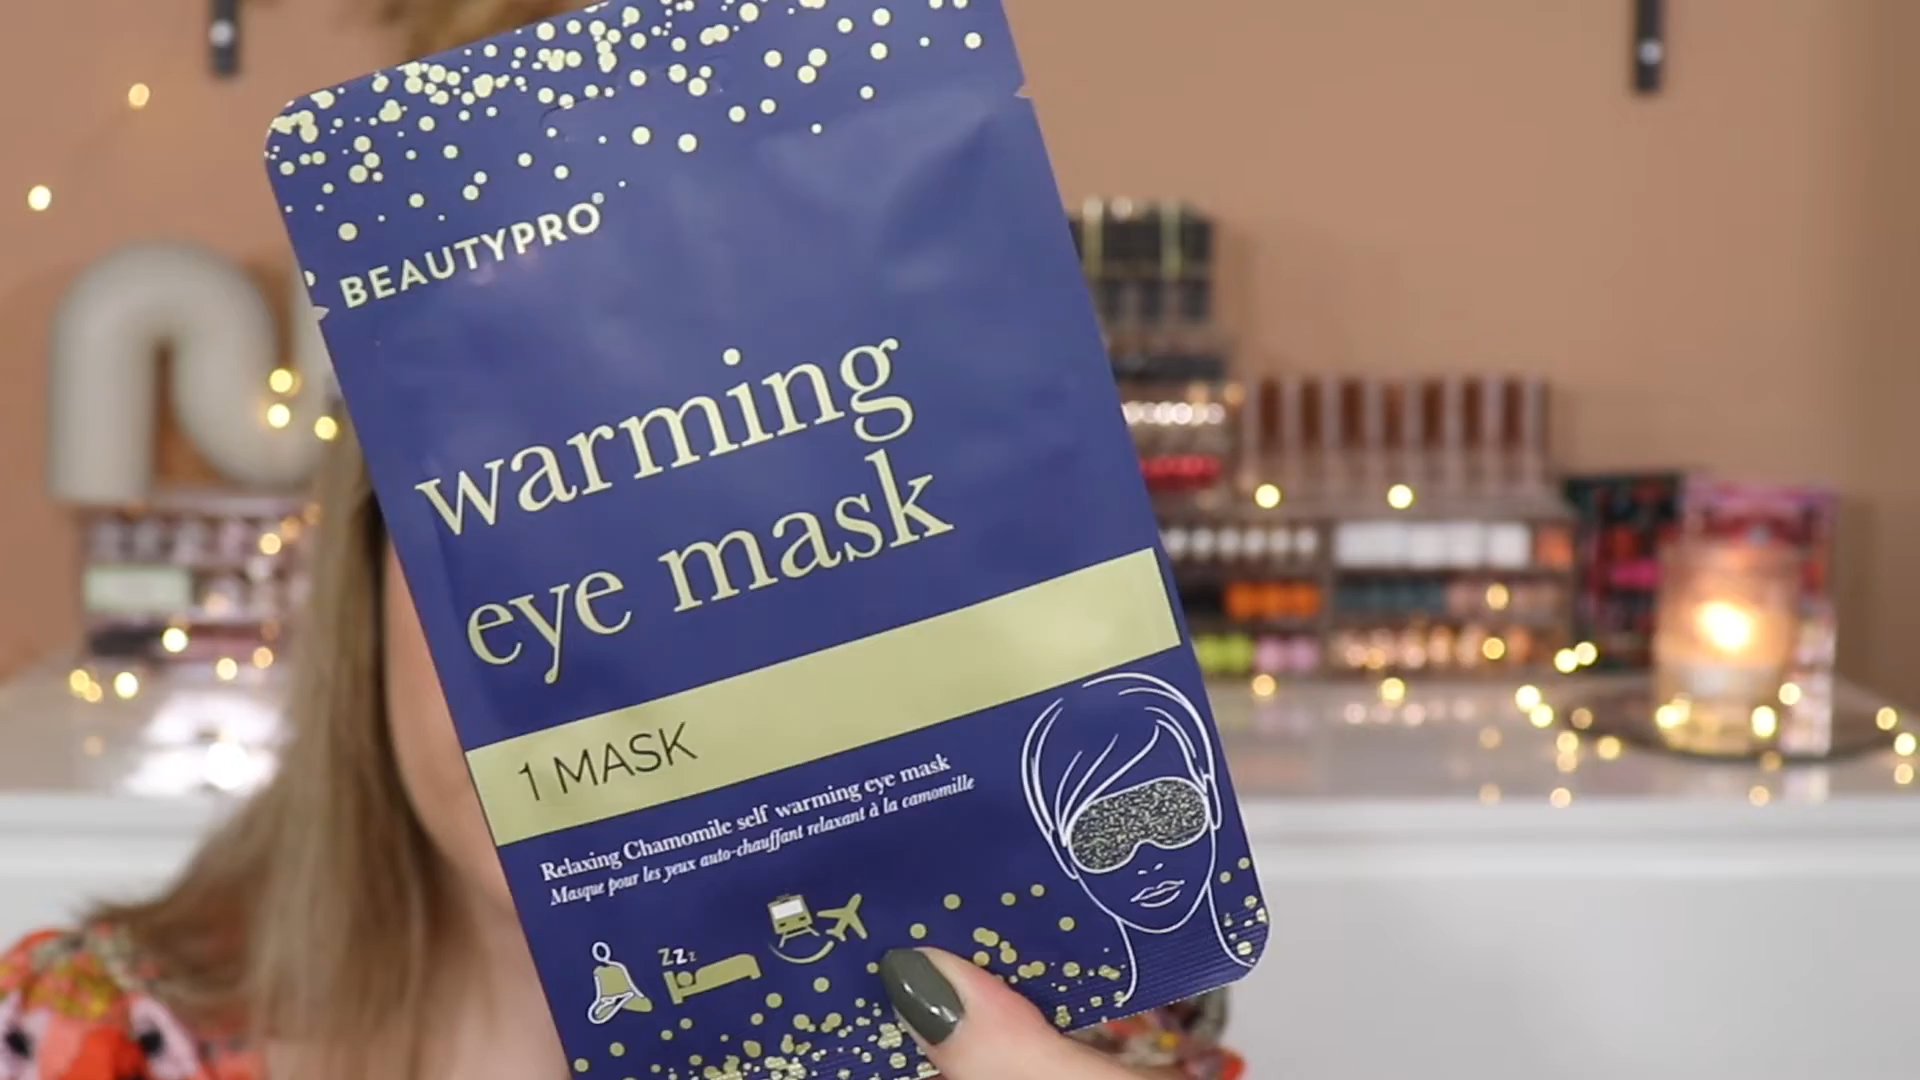 BEAUTYPRO®
warming
eye mask
1 MASK
Relaxing Chamomile self warming eye mask
Masque pour les yeux auto-chauffant relaxant à la camomille
zzz